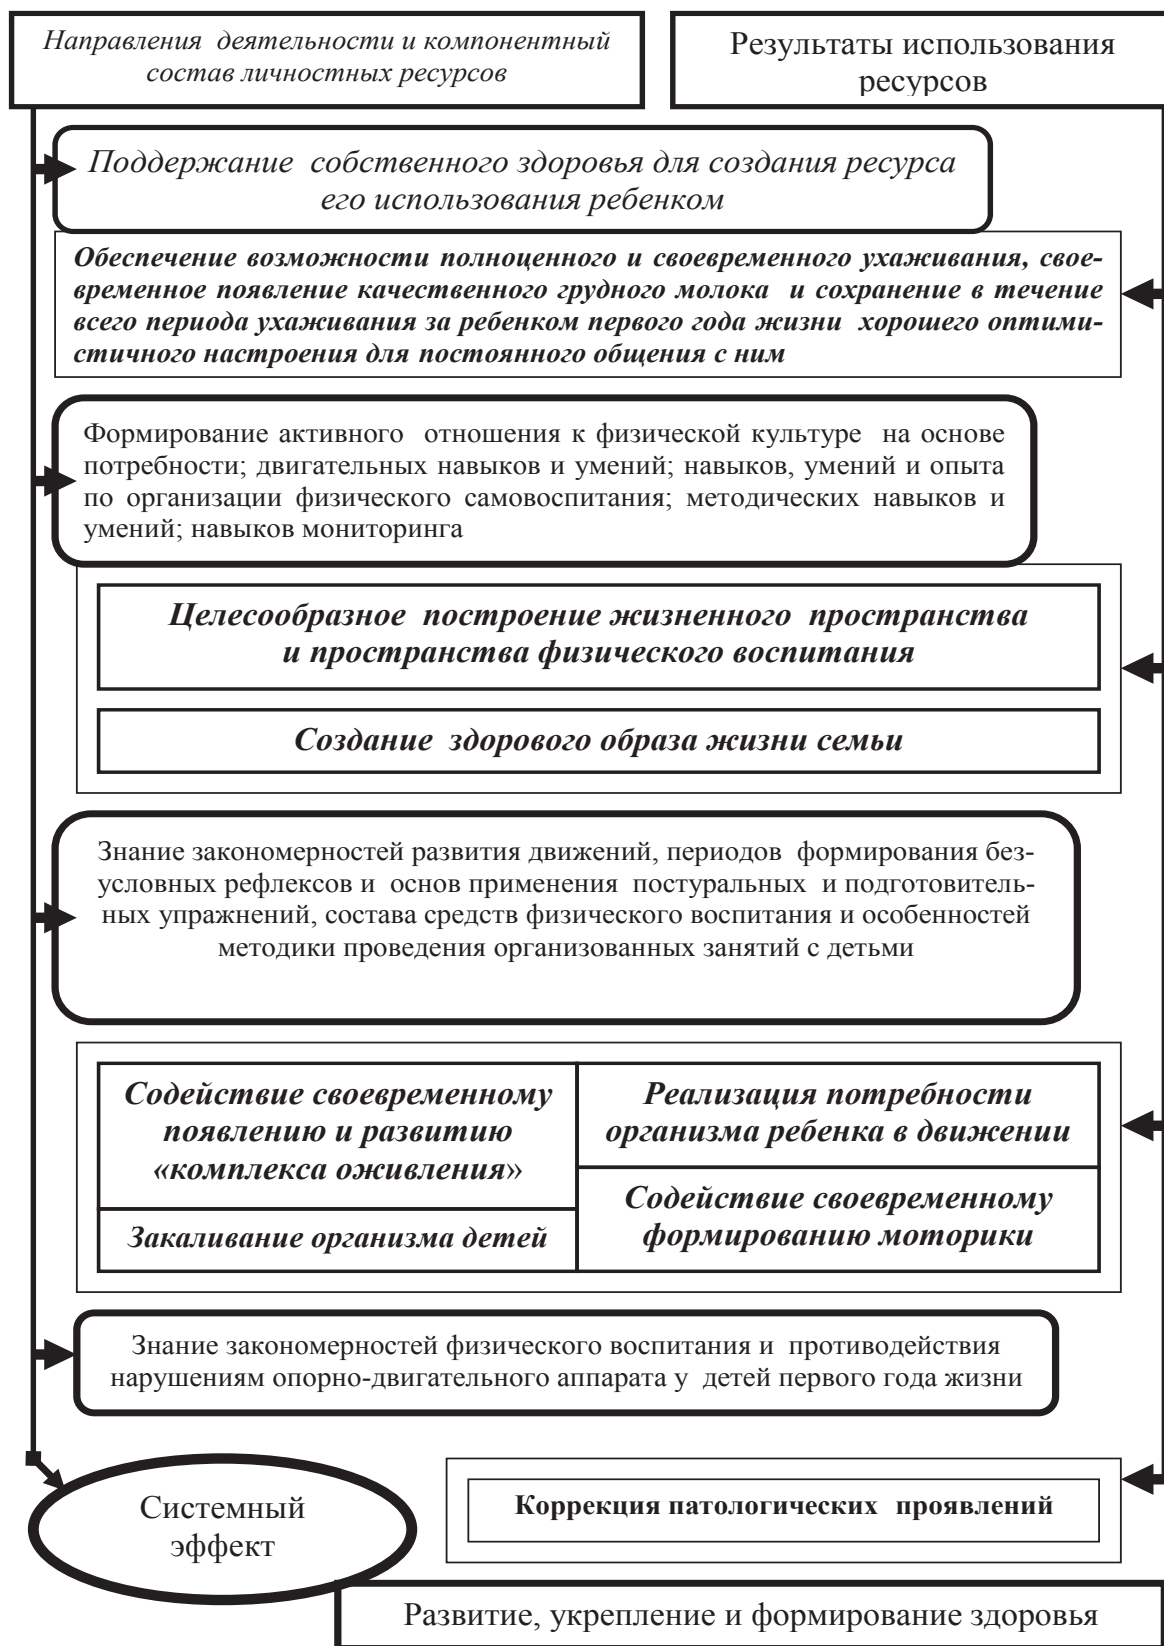 Направления деятельности и компонентный
состав личностных ресурсов
Результаты использования
ресурсов
Поддержание собственного здоровья для создания ресурса
его использования ребенком
Обеспечение возможности полноценного и своевременного ухаживания, свое-
временное появление качественного грудного молока и сохранение в течение
всего периода ухаживания за ребенком первого года жизни хорошего оптими-
стичного настроения для постоянного общения с ним
Формирование активного отношения к физической культуре на основе
потребности; двигательных навыков и умений; навыков, умений и опыта
по организации физического самовоспитания; методических навыков и
умений; навыков мониторинга
Целесообразное построение жизненного пространства
и пространства физического воспитания
Создание здорового образа жизни семьи
Знание закономерностей развития движений, периодов формирования без-
условных рефлексов и основ применения постуральных и подготовитель-
ных упражнений, состава средств физического воспитания и особенностей
методики проведения организованных занятий с детьми
Содействие своевременному
появлению и развитию
«комплекса оживления»
Закаливание организма детей
Реализация потребности
организма ребенка в движении
Содействие своевременному
формированию моторики
Знание закономерностей физического воспитания и противодействия
нарушениям опорно-двигательного аппарата у детей первого года жизни
Системный
эффект
Коррекция патологических проявлений
Развитие, укрепление и формирование здоровья